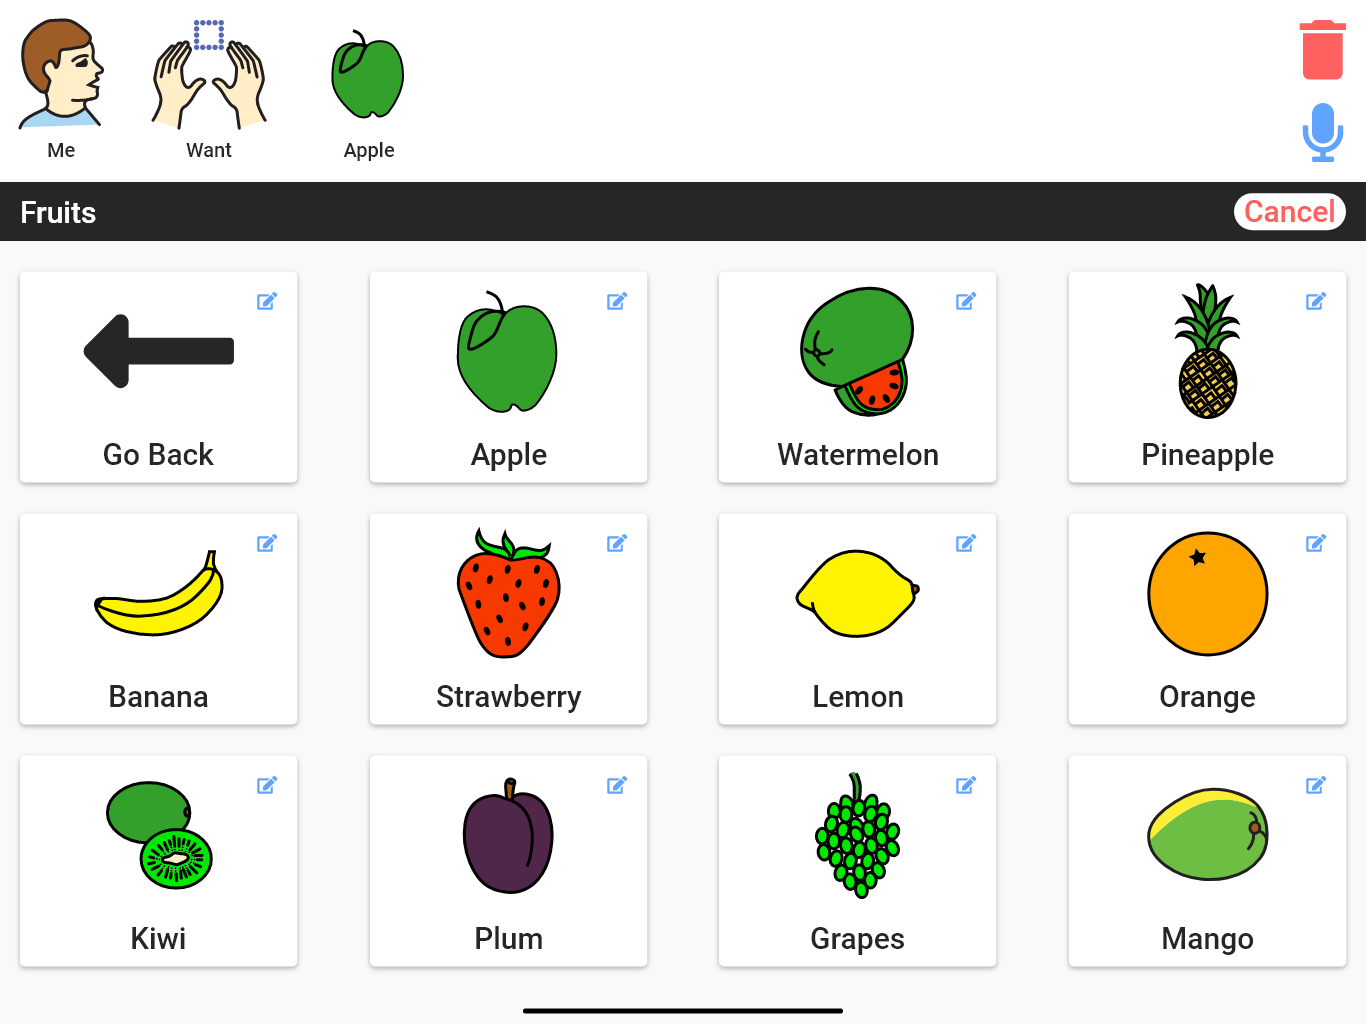 Me Want Apple
Fruits Cancel
Go Back Apple Watermelon Pineapple
Banana Strawberry Lemon Orange
Kiwi Plum Grapes Mango